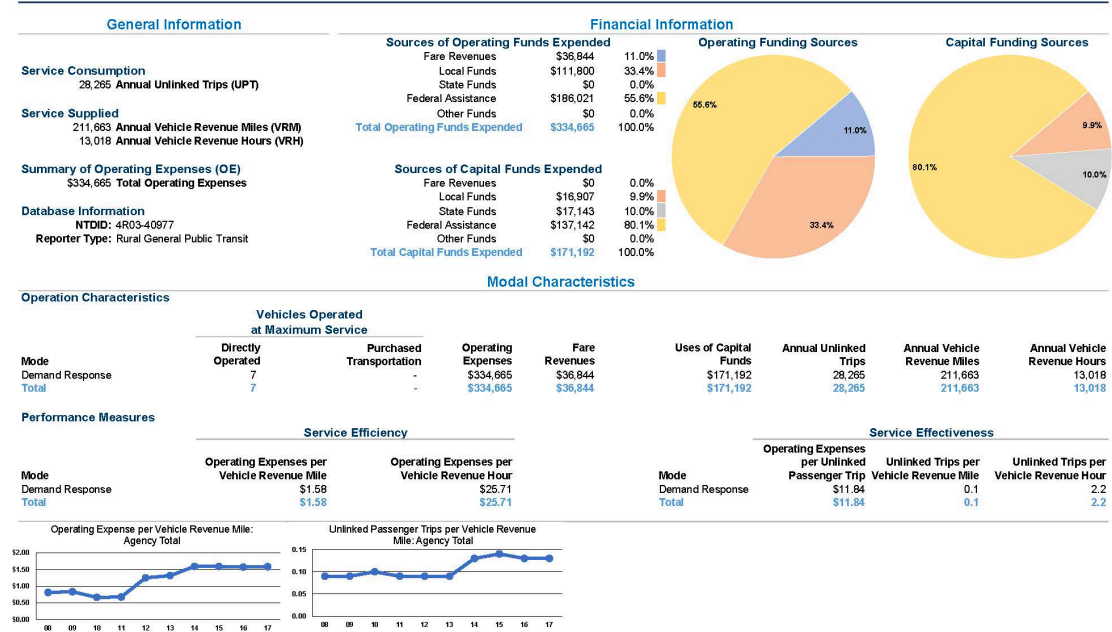 General Information
Financial Information
Sources of Operating Funds Expended
Operating Funding Sources
Capital Funding Sources
Fare Revenues $36,844 11.0%
Local Funds $111,800 33.4%
State Funds $0 0.0%
Federal Assistance $186,021 55.6%
Other Funds $0 0.0%
Total Operating Funds Expended $334,665 100.0%
Service Consumption
28,265 Annual Unlinked Trips (UPT)
Service Supplied
211,663 Annual Vehicle Revenue Miles (VRM)
13,018 Annual Vehicle Revenue Hours (VRH)
Summary of Operating Expenses (OE)
$334,665 Total Operating Expenses
Database Information
NTDID: 4R03-40977
Reporter Type: Rural General Public Transit
Sources of Capital Funds Expended
Fare Revenues $0 0.0%
Local Funds $16,907 9.9%
State Funds $17,143 10.0%
Federal Assistance $137,142 80.1%
Other Funds $0 0.0%
Total Capital Funds Expended $171,192 100.0%
55.6%
11.0%
33.4%
9.9%
80.1%
10.0%
Modal Characteristics
Operation Characteristics
Vehicles Operated
at Maximum Service
Directly Purchased Operating Fare Uses of Capital Annual Unlinked Annual Vehicle Annual Vehicle
Mode Operated Transportation Expenses Revenues Funds Trips Revenue Miles Revenue Hours
Demand Response 7 - $334,665 $36,844 $171,192 28,265 211,663 13,018
Total 7 - $334,665 $36,844 $171,192 28,265 211,663 13,018
Performance Measures
Service Efficiency
Operating Expenses per Operating Expenses per
Mode Vehicle Revenue Mile Vehicle Revenue Hour
Demand Response $1.58 $25.71
Total $1.58 $25.71
Service Effectiveness
Operating Expenses
per Unlinked Unlinked Trips per Unlinked Trips per
Mode Passenger Trip Vehicle Revenue Mile Vehicle Revenue Hour
Demand Response $11.84 0.1 2.2
Total $11.84 0.1 2.2
Operating Expense per Vehicle Revenue Mile:
Agency Total
$2.00
$1.50
$1.00
$0.50
$0.00
08 09 10 11 12 13 14 15 16 17
Unlinked Passenger Trips per Vehicle Revenue
Mile: Agency Total
0.15
0.10
0.05
0.00
08 09 10 11 12 13 14 15 16 17